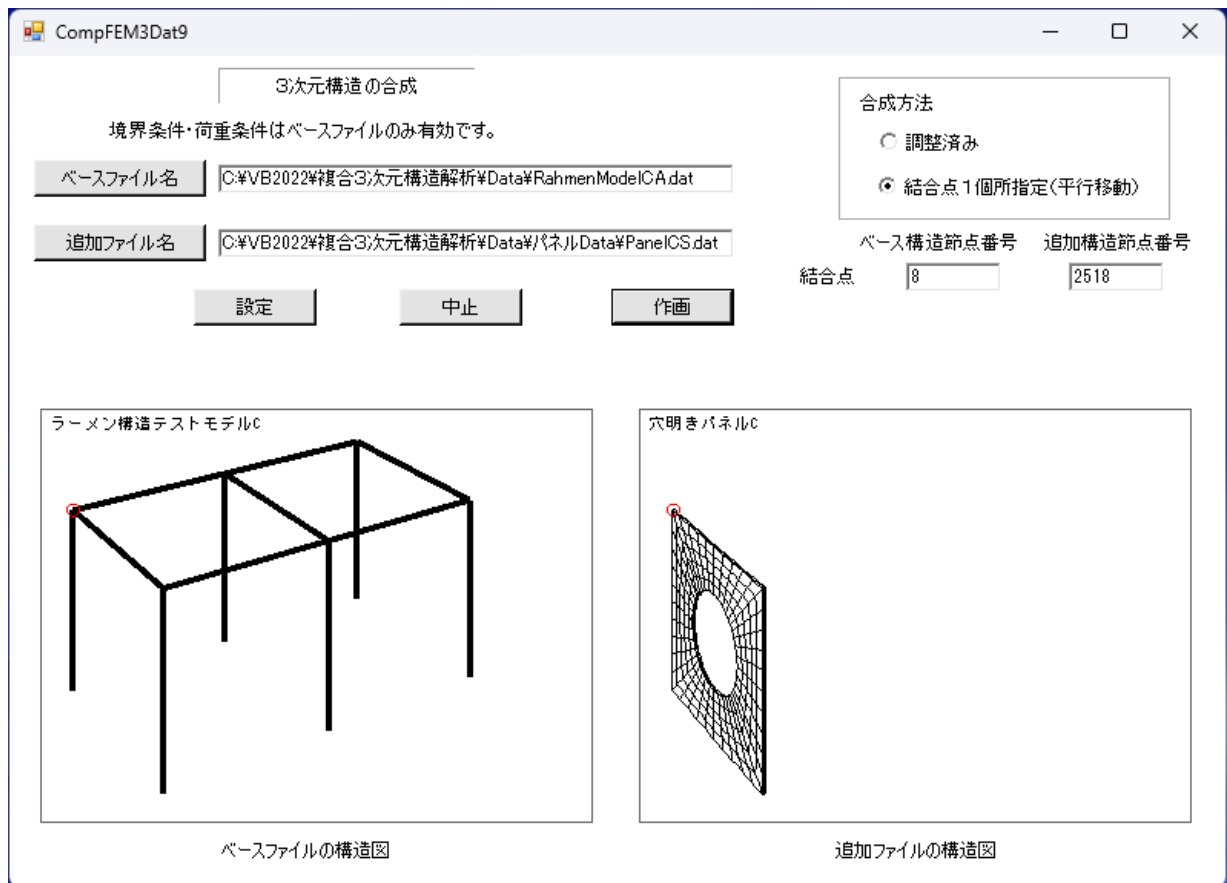 CompFEM3Dat9
3次元構造の合成
境界条件・荷重条件はベースファイルのみ有効です。
ベースファイル名
C:¥VB2022¥複合3次元構造解析¥Data¥RahmenModelCA.dat
追加ファイル名
C:¥VB2022¥複合3次元構造解析¥Data¥パネルData¥PanelCS.dat
設定
中止
作画
合成方法
調整済み
結合点1個所指定(平行移動)
ベース構造節点番号
追加構造節点番号
結合点
8
2518
ラーメン構造テストモデルC
穴明きパネルC
ベースファイルの構造図
追加ファイルの構造図